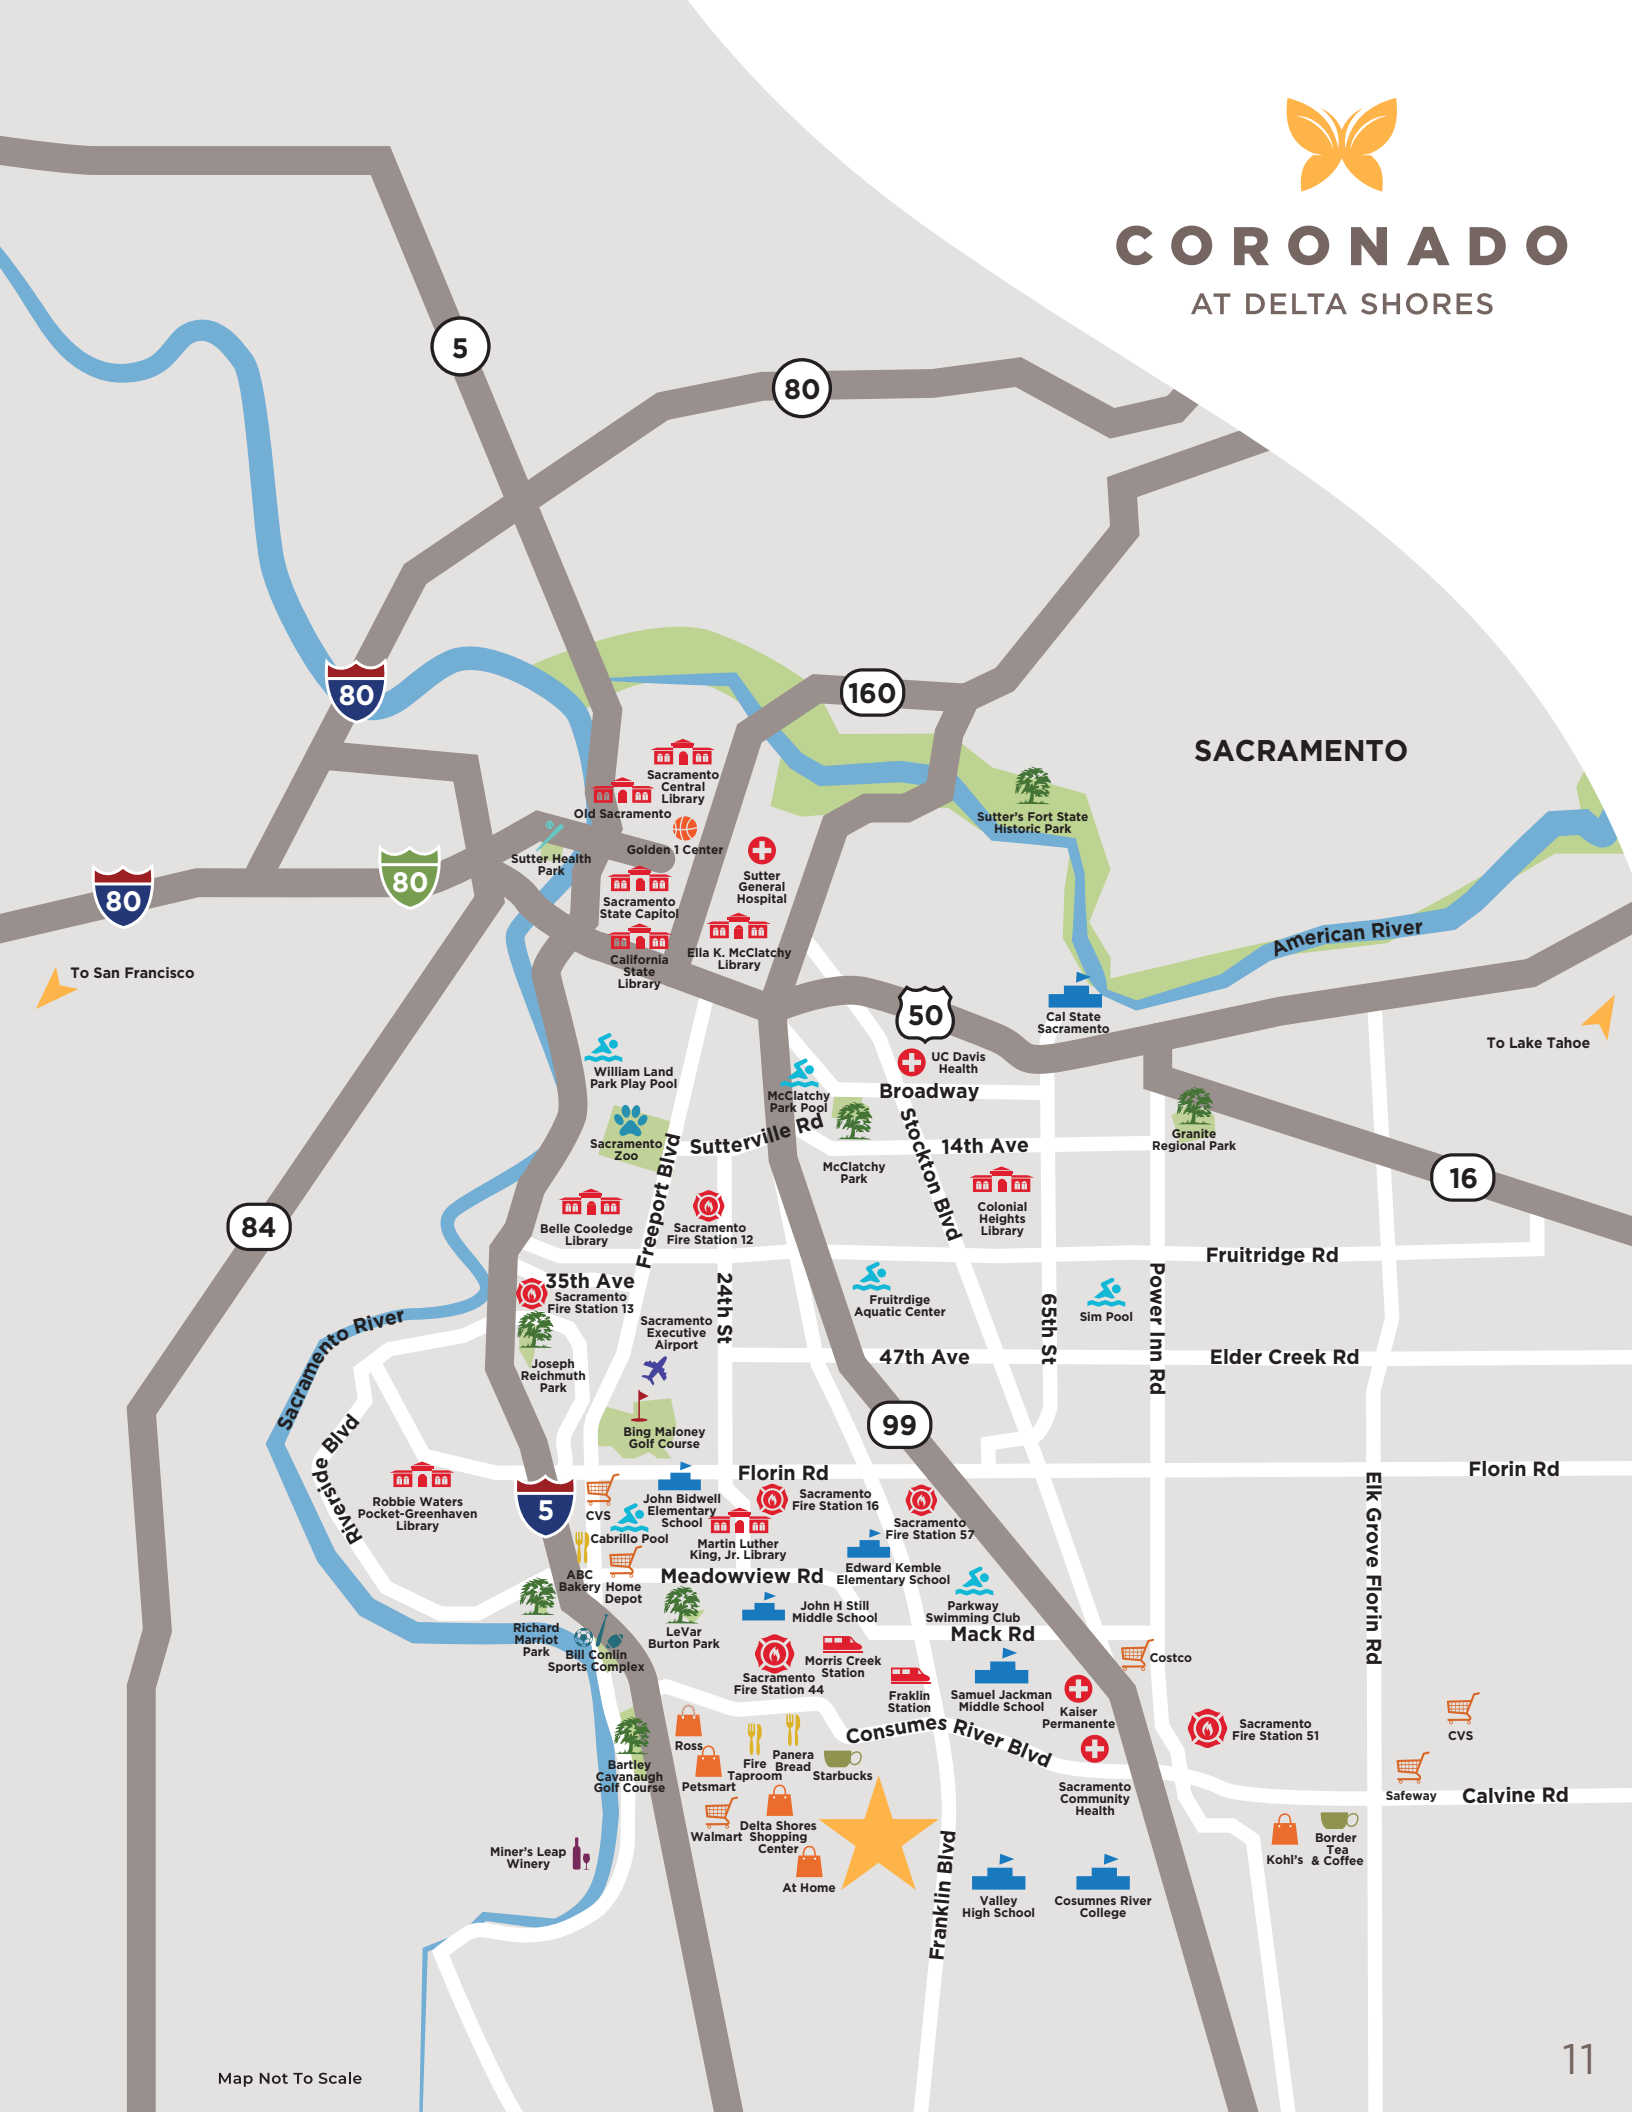 CORONADO
AT DELTA SHORES
5
80
80
160
SACRAMENTO
Sacramento
Central
Library
Old Sacramento
Golden 1 Center
Sutter's Fort State
Historic Park
Sutter Health
Park
80
80
Sutter
General
Hospital
Sacramento
State Capitol
Ella K. McClatchy
Library
California
State
Library
American River
To San Francisco
50
Cal State
Sacramento
To Lake Tahoe
UC Davis
Health
William Land
Park Play Pool
McClatchy
Park Pool
Broadway
Sacramento
Zoo
Sutterville Rd
Stockton Blvd
14th Ave
Granite
Regional Park
McClatchy
Park
16
Freeport Blvd
84
Belle Cooledge
Library
Sacramento
Fire Station 12
Colonial
Heights
Library
Fruitridge Rd
35th Ave
Sacramento
Fire Station 13
24th St
Fruitrdige
Aquatic Center
65th St
Sim Pool
Power Inn Rd
Sacramento River
Sacramento
Executive
Airport
Joseph
Reichmuth
Park
47th Ave
Elder Creek Rd
Riverside Blvd
Bing Maloney
Golf Course
99
Florin Rd
Florin Rd
Robbie Waters
Pocket-Greenhaven
Library
5
CVS
John Bidwell
Elementary
School
Sacramento
Fire Station 16
Sacramento
Fire Station 57
Elk Grove Florin Rd
Cabrillo Pool
Martin Luther
King, Jr. Library
Edward Kemble
Elementary School
ABC
Bakery
Home
Depot
Meadowview Rd
Richard
Marriot
Park
LeVar
Burton Park
John H Still
Middle School
Parkway
Swimming Club
Mack Rd
Bill Conlin
Sports Complex
Morris Creek
Station
Costco
Sacramento
Fire Station 44
Fraklin
Station
Samuel Jackman
Middle School
Kaiser
Permanente
Consumes River Blvd
Sacramento
Fire Station 51
CVS
Ross
Fire
Taproom
Panera
Bread
Starbucks
Bartley
Cavanaugh
Golf Course
Petsmart
Sacramento
Community
Health
Safeway
Calvine Rd
Walmart
Delta Shores
Shopping
Center
Miner's Leap
Winery
At Home
Franklin Blvd
Kohl's
Border
Tea
& Coffee
Valley
High School
Cosumnes River
College
Map Not To Scale
11